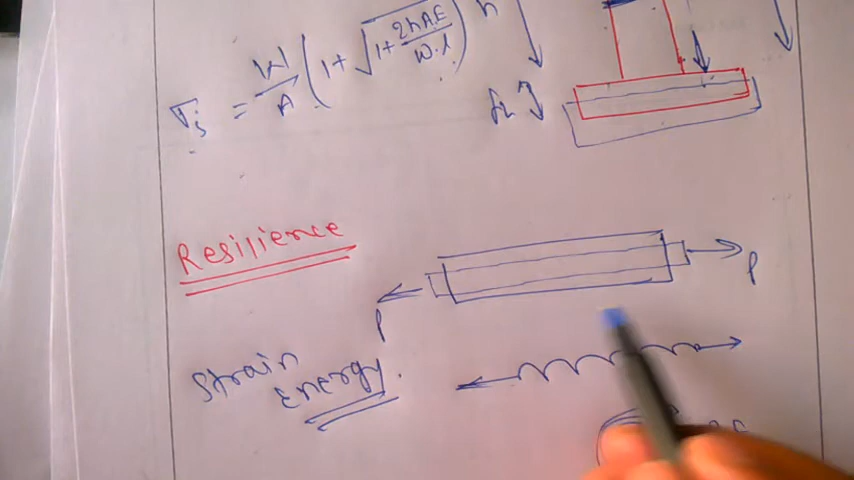 σi = W/A (1 + √(1 + 2hAE/W.l)) h
Resilience
P
P
Strain
Energy.